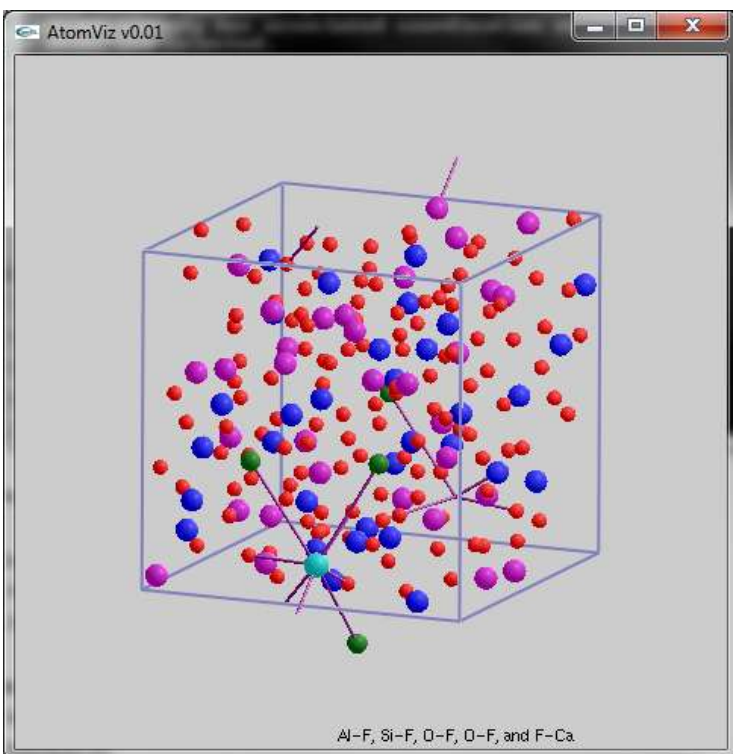 AtomViz v0.01
Al-F, Si-F, O-F, O-F, and F-Ca